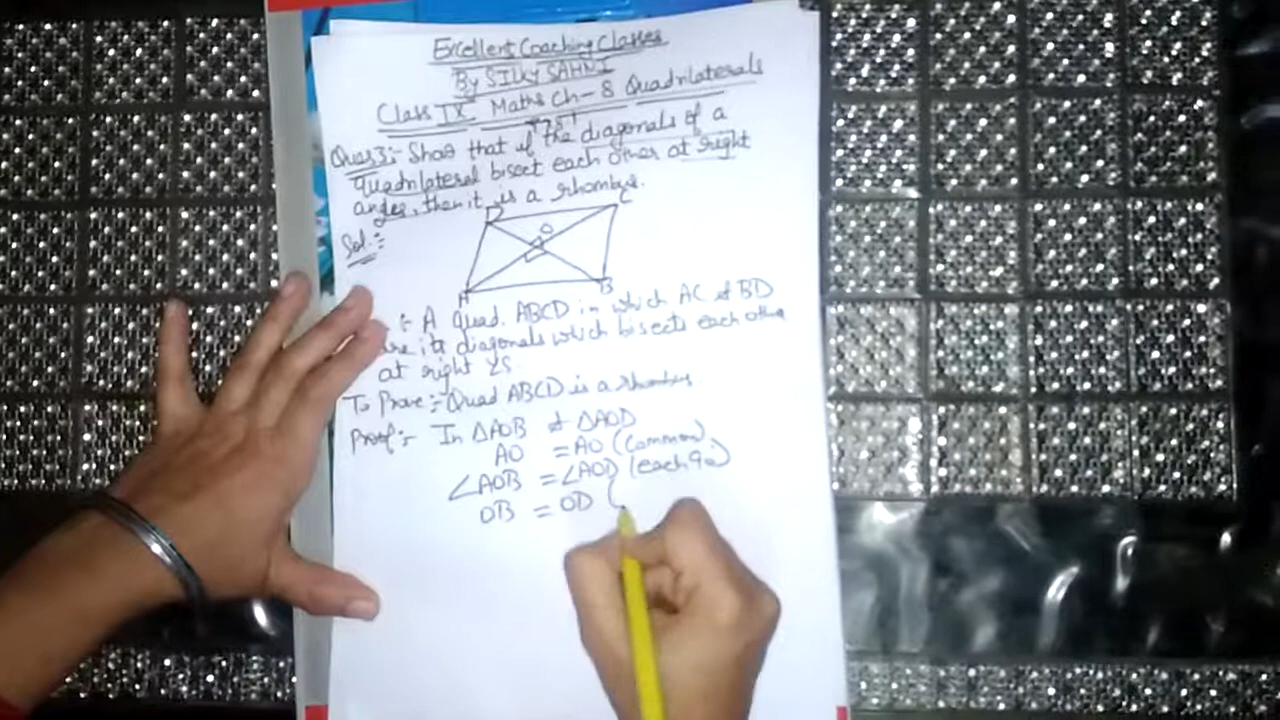 Excellent Coaching Classes
By SILKY SAHNI
Class IX Maths Ch-8 Quadrilaterals
Ques3:- Show that if the diagonals of a
quadrilateral bisect each other at right
angles, then it is a rhombus.
Sol:-
D C
O
A B
:- A Quad. ABCD in which AC & BD
are its diagonals which bisects each other
at right ∠S
To Prove :- Quad ABCD is a rhombus
Proof:- In ΔAOB & ΔAOD
AO = AO (Common)
∠AOB = ∠AOD (each 90
OB = OD (